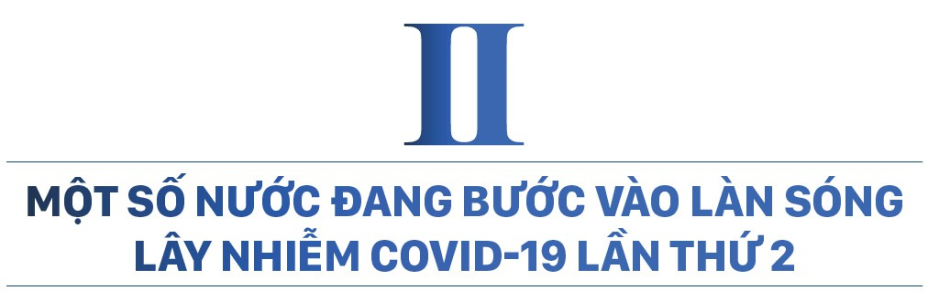 II
MỘT SỐ NƯỚC ĐANG BƯỚC VÀO LÀN SÓNG
LÂY NHIỄM COVID-19 LẦN THỨ 2